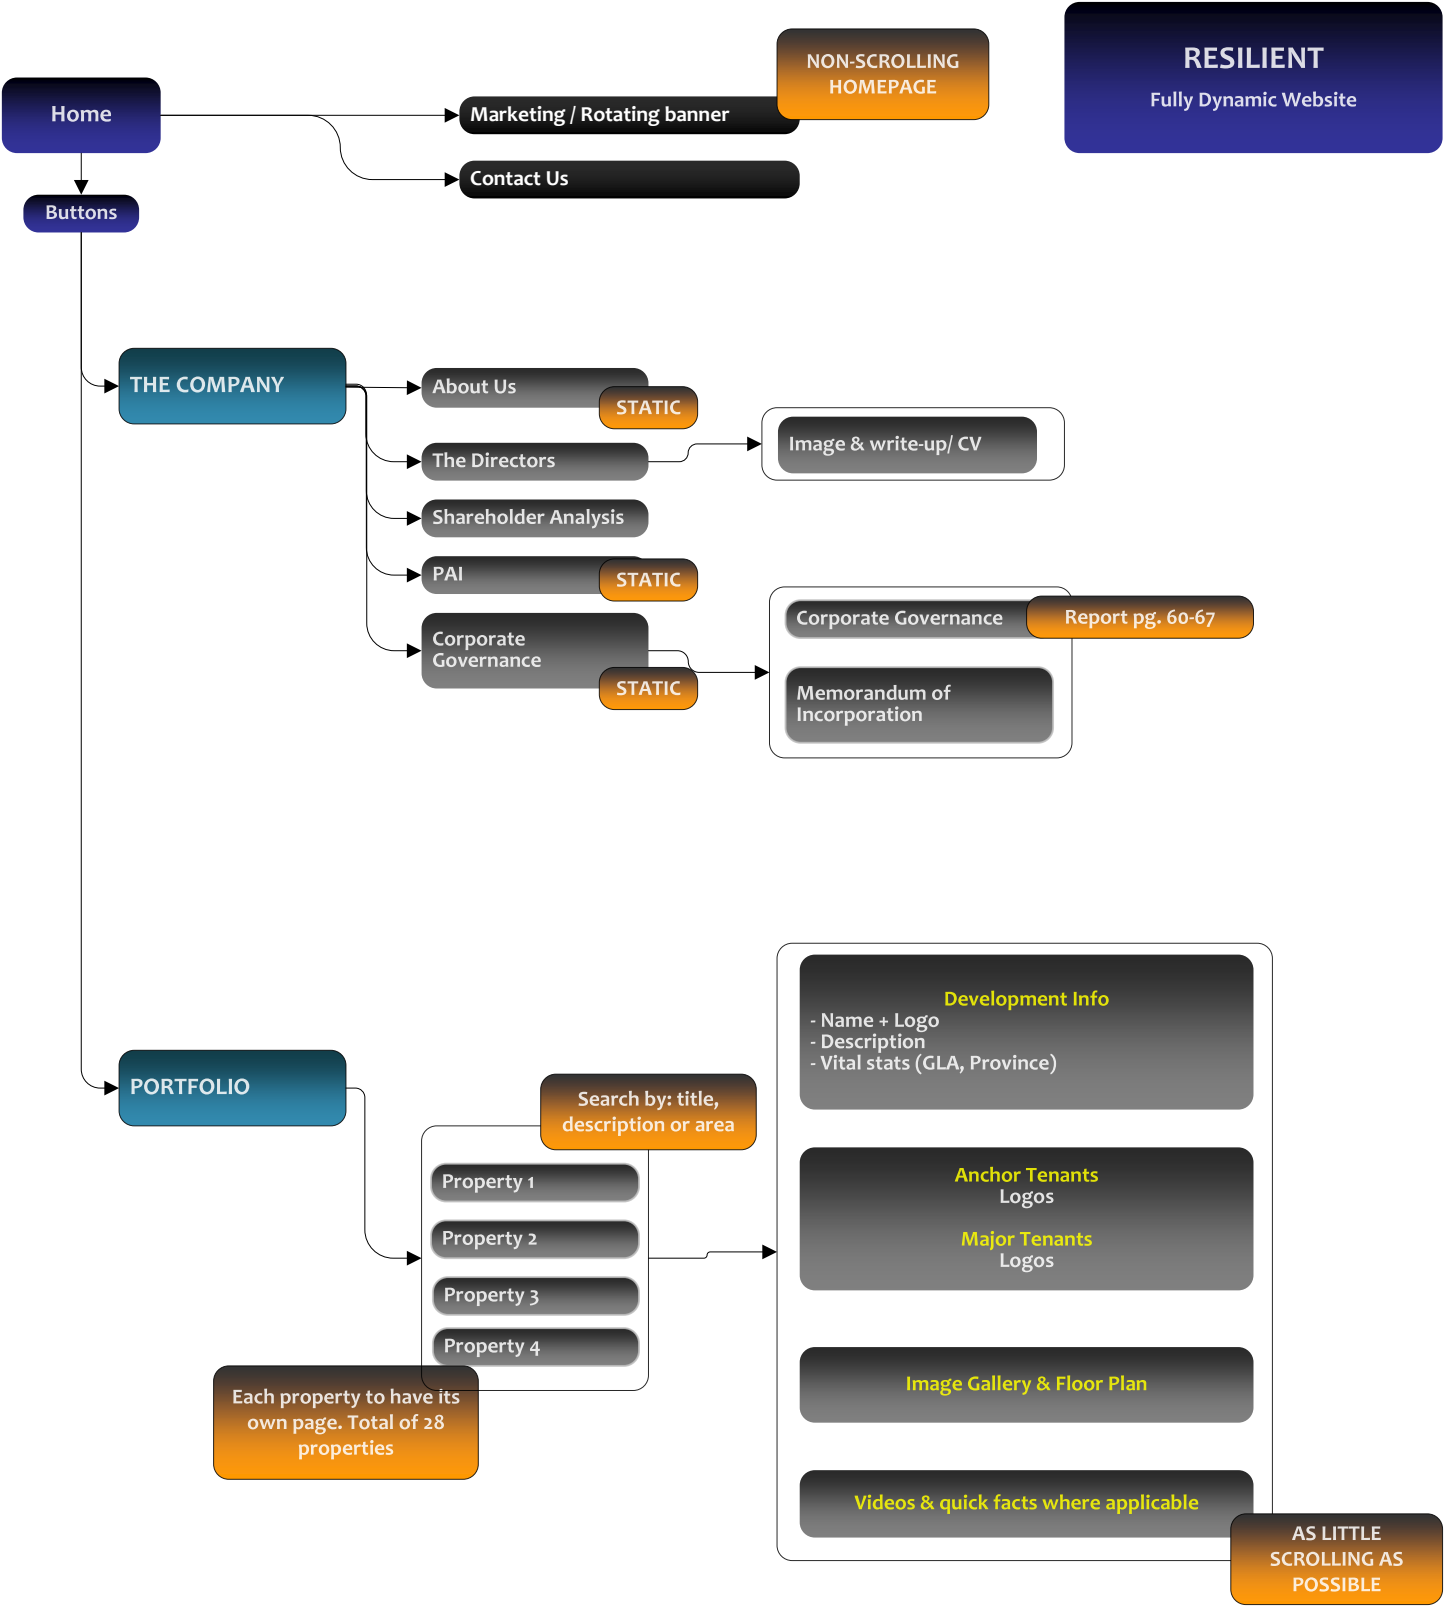 RESILIENT
Fully Dynamic Website
NON-SCROLLING
HOMEPAGE
Home
Marketing / Rotating banner
Contact Us
Buttons
THE COMPANY
About Us
STATIC
The Directors
Image & write-up/ CV
Shareholder Analysis
PAI
STATIC
Corporate
Governance
STATIC
Corporate Governance
Report pg. 60-67
Memorandum of
Incorporation
PORTFOLIO
Search by: title,
description or area
Property 1
Property 2
Property 3
Property 4
Each property to have its
own page. Total of 28
properties
Development Info
- Name + Logo
- Description
- Vital stats (GLA, Province)
Anchor Tenants
Logos
Major Tenants
Logos
Image Gallery & Floor Plan
Videos & quick facts where applicable
AS LITTLE
SCROLLING AS
POSSIBLE